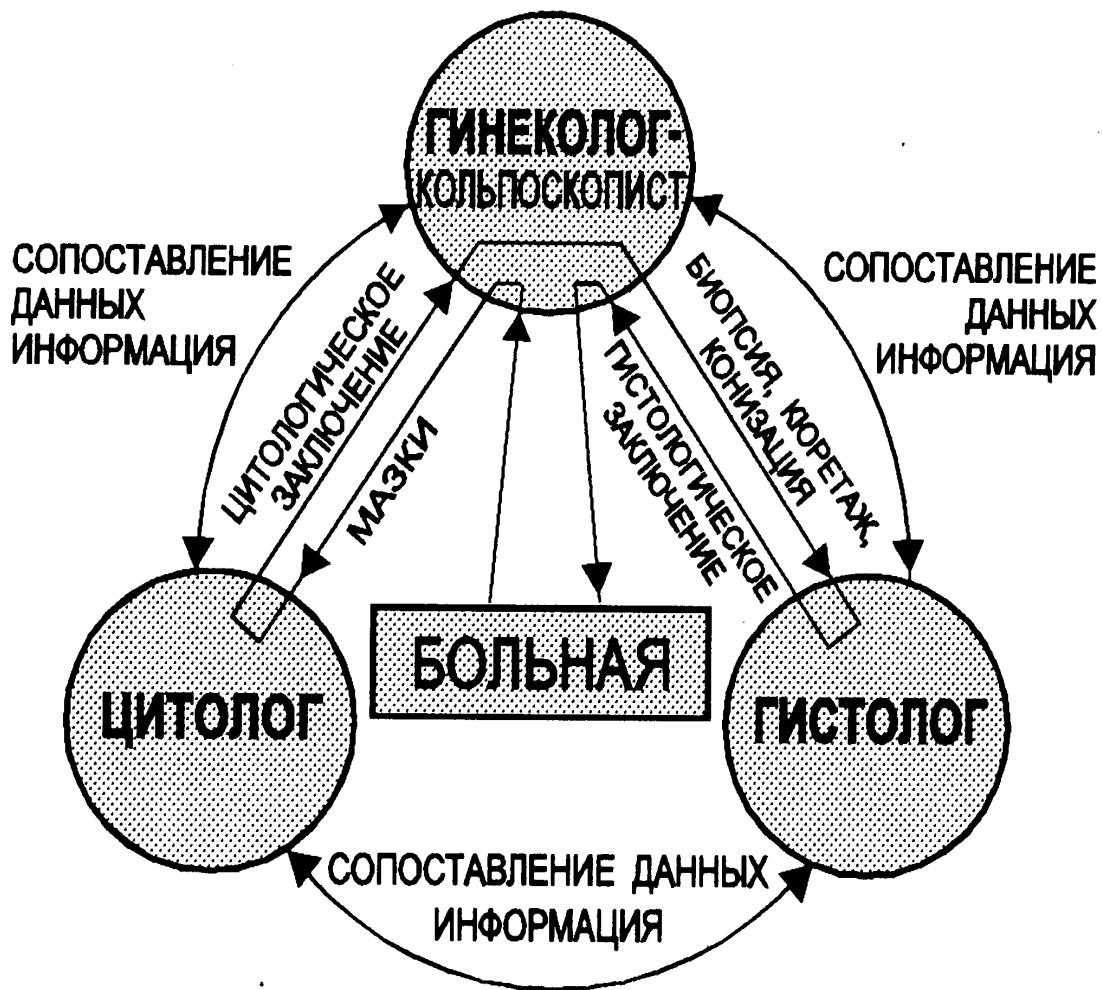 ГИНЕКОЛОГ-
КОЛЬПОСКОПИСТ
СОПОСТАВЛЕНИЕ
ДАННЫХ
ИНФОРМАЦИЯ
СОПОСТАВЛЕНИЕ
ДАННЫХ
ИНФОРМАЦИЯ
ЦИТОЛОГИЧЕСКОЕ
ЗАКЛЮЧЕНИЕ
МАЗКИ
ГИСТОЛОГИЧЕСКОЕ
ЗАКЛЮЧЕНИЕ
БИОПСИЯ, КЮРЕТАЖ,
КОНИЗАЦИЯ
ЦИТОЛОГ
БОЛЬНАЯ
ГИСТОЛОГ
СОПОСТАВЛЕНИЕ ДАННЫХ
ИНФОРМАЦИЯ